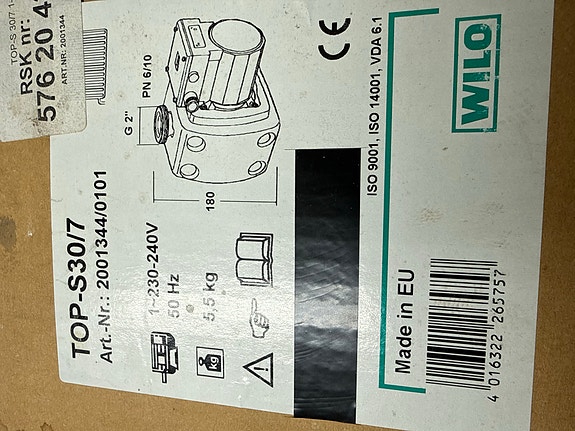 TOP-S 30/7 1~
RSK nr:
576 20 4
ART.NR: 2001344
PN 6/10
G 2"
180
TOP-S30/7
Art.-Nr.: 2001344/0101
1~230-240V
50 Hz
5,5 kg
kg
CE
ISO 9001, ISO 14001, VDA 6.1
WILO
Made in EU
4 016322 265757